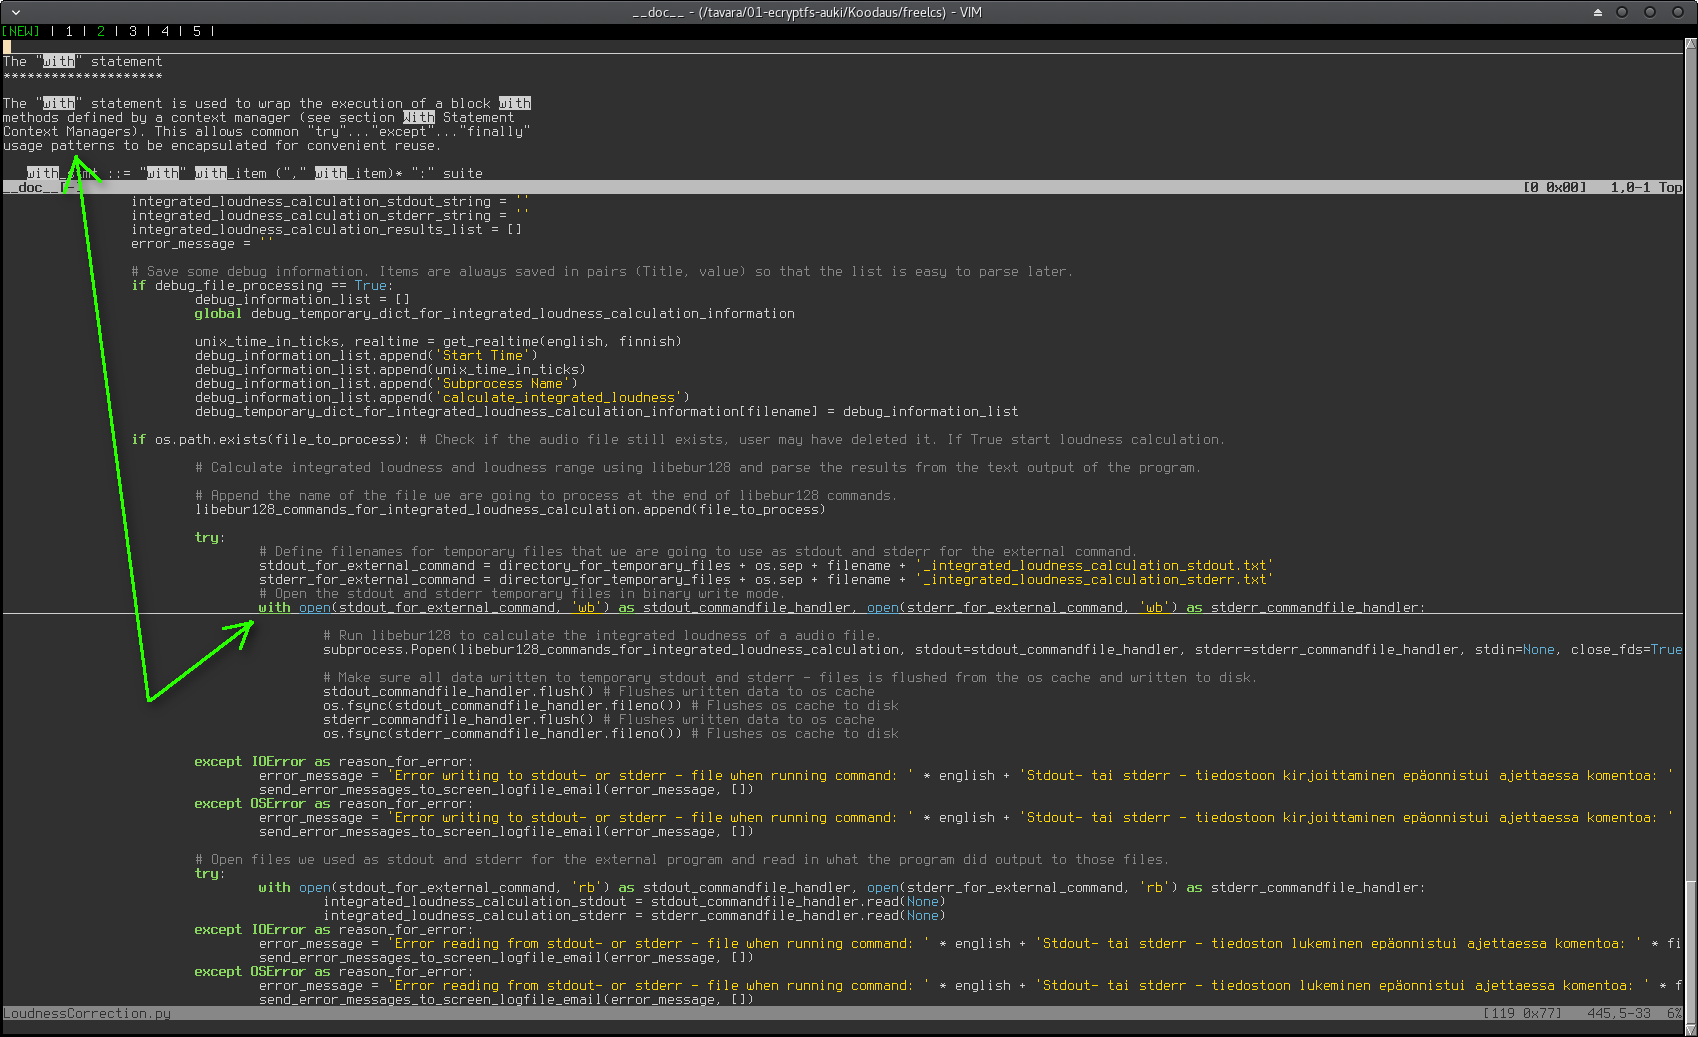 __doc__ - (/tavara/01-ecryptfs-auki/Koodaus/freelcs) - VIM
[NEW] | 1 | 2 | 3 | 4 | 5 |
The "with" statement
********************
The "with" statement is used to wrap the execution of a block with
methods defined by a context manager (see section With Statement
Context Managers). This allows common "try"..."except"..."finally"
usage patterns to be encapsulated for convenient reuse.
with_stmt ::= "with" with_item ("," with_item)* ":" suite
__doc__[-] [0 0x00] 1,0-1 Top
integrated_loudness_calculation_stdout_string = ''
integrated_loudness_calculation_stderr_string = ''
integrated_loudness_calculation_results_list = []
error_message = ''
# Save some debug information. Items are always saved in pairs (Title, value) so that the list is easy to parse later.
if debug_file_processing == True:
debug_information_list = []
global debug_temporary_dict_for_integrated_loudness_calculation_information
unix_time_in_ticks, realtime = get_realtime(english, finnish)
debug_information_list.append('Start Time')
debug_information_list.append(unix_time_in_ticks)
debug_information_list.append('Subprocess Name')
debug_information_list.append('calculate_integrated_loudness')
debug_temporary_dict_for_integrated_loudness_calculation_information[filename] = debug_information_list
if os.path.exists(file_to_process): # Check if the audio file still exists, user may have deleted it. If True start loudness calculation.
# Calculate integrated loudness and loudness range using libebur128 and parse the results from the text output of the program.
# Append the name of the file we are going to process at the end of libebur128 commands.
libebur128_commands_for_integrated_loudness_calculation.append(file_to_process)
try:
# Define filenames for temporary files that we are going to use as stdout and stderr for the external command.
stdout_for_external_command = directory_for_temporary_files + os.sep + filename + '_integrated_loudness_calculation_stdout.txt'
stderr_for_external_command = directory_for_temporary_files + os.sep + filename + '_integrated_loudness_calculation_stderr.txt'
# Open the stdout and stderr temporary files in binary write mode.
with open(stdout_for_external_command, 'wb') as stdout_commandfile_handler, open(stderr_for_external_command, 'wb') as stderr_commandfile_handler:
# Run libebur128 to calculate the integrated loudness of a audio file.
subprocess.Popen(libebur128_commands_for_integrated_loudness_calculation, stdout=stdout_commandfile_handler, stderr=stderr_commandfile_handler, stdin=None, close_fds=True
# Make sure all data written to temporary stdout and stderr - files is flushed from the os cache and written to disk.
stdout_commandfile_handler.flush() # Flushes written data to os cache
os.fsync(stdout_commandfile_handler.fileno()) # Flushes os cache to disk
stderr_commandfile_handler.flush() # Flushes written data to os cache
os.fsync(stderr_commandfile_handler.fileno()) # Flushes os cache to disk
except IOError as reason_for_error:
error_message = 'Error writing to stdout- or stderr - file when running command: ' * english + 'Stdout- tai stderr - tiedostoon kirjoittaminen epäonnistui ajettaessa komentoa: '
send_error_messages_to_screen_logfile_email(error_message, [])
except OSError as reason_for_error:
error_message = 'Error writing to stdout- or stderr - file when running command: ' * english + 'Stdout- tai stderr - tiedostoon kirjoittaminen epäonnistui ajettaessa komentoa: '
send_error_messages_to_screen_logfile_email(error_message, [])
# Open files we used as stdout and stderr for the external program and read in what the program did output to those files.
try:
with open(stdout_for_external_command, 'rb') as stdout_commandfile_handler, open(stderr_for_external_command, 'rb') as stderr_commandfile_handler:
integrated_loudness_calculation_stdout = stdout_commandfile_handler.read(None)
integrated_loudness_calculation_stderr = stderr_commandfile_handler.read(None)
except IOError as reason_for_error:
error_message = 'Error reading from stdout- or stderr - file when running command: ' * english + 'Stdout- tai stderr - tiedoston lukeminen epäonnistui ajettaessa komentoa: ' * fi
send_error_messages_to_screen_logfile_email(error_message, [])
except OSError as reason_for_error:
error_message = 'Error reading from stdout- or stderr - file when running command: ' * english + 'Stdout- tai stderr - tiedostoon lukeminen epäonnistui ajettaessa komentoa: ' * f
send_error_messages_to_screen_logfile_email(error_message, [])
LoudnessCorrection.py [119 0x77] 445,5-33 6%